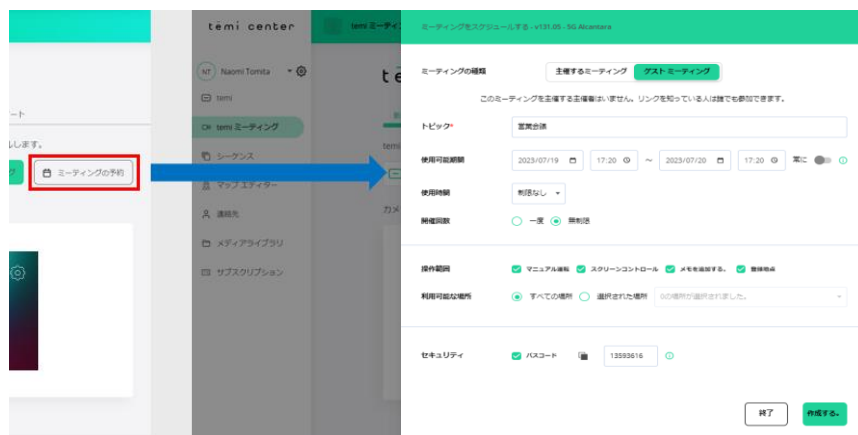 ート
します。
グ
ミーティングの予約
temi center
temi ミーティ
NT Naomi Tomita
temi
temi ミーティング
シーケンス
マップ エディター
連絡先
メディアライブラリ
サブスクリプション
te
temi
カメ
ミーティングをスケジュールする - v131.05 - 5G Alcantara
ミーティングの種類 主催するミーティング ゲスト ミーティング
このミーティングを主催する主催者はいません。リンクを知っている人は誰でも参加できます。
トピック* 営業会議
使用可能期間 2023/07/19 17:20 ~ 2023/07/20 17:20 常に
使用時間 制限なし
開催回数 一度 無制限
操作範囲 マニュアル運転 スクリーンコントロール メモを追加する。 登録地点
利用可能な場所 すべての場所 選択された場所 0の場所が選択されました。
セキュリティ パスコード 13593616
終了 作成する。